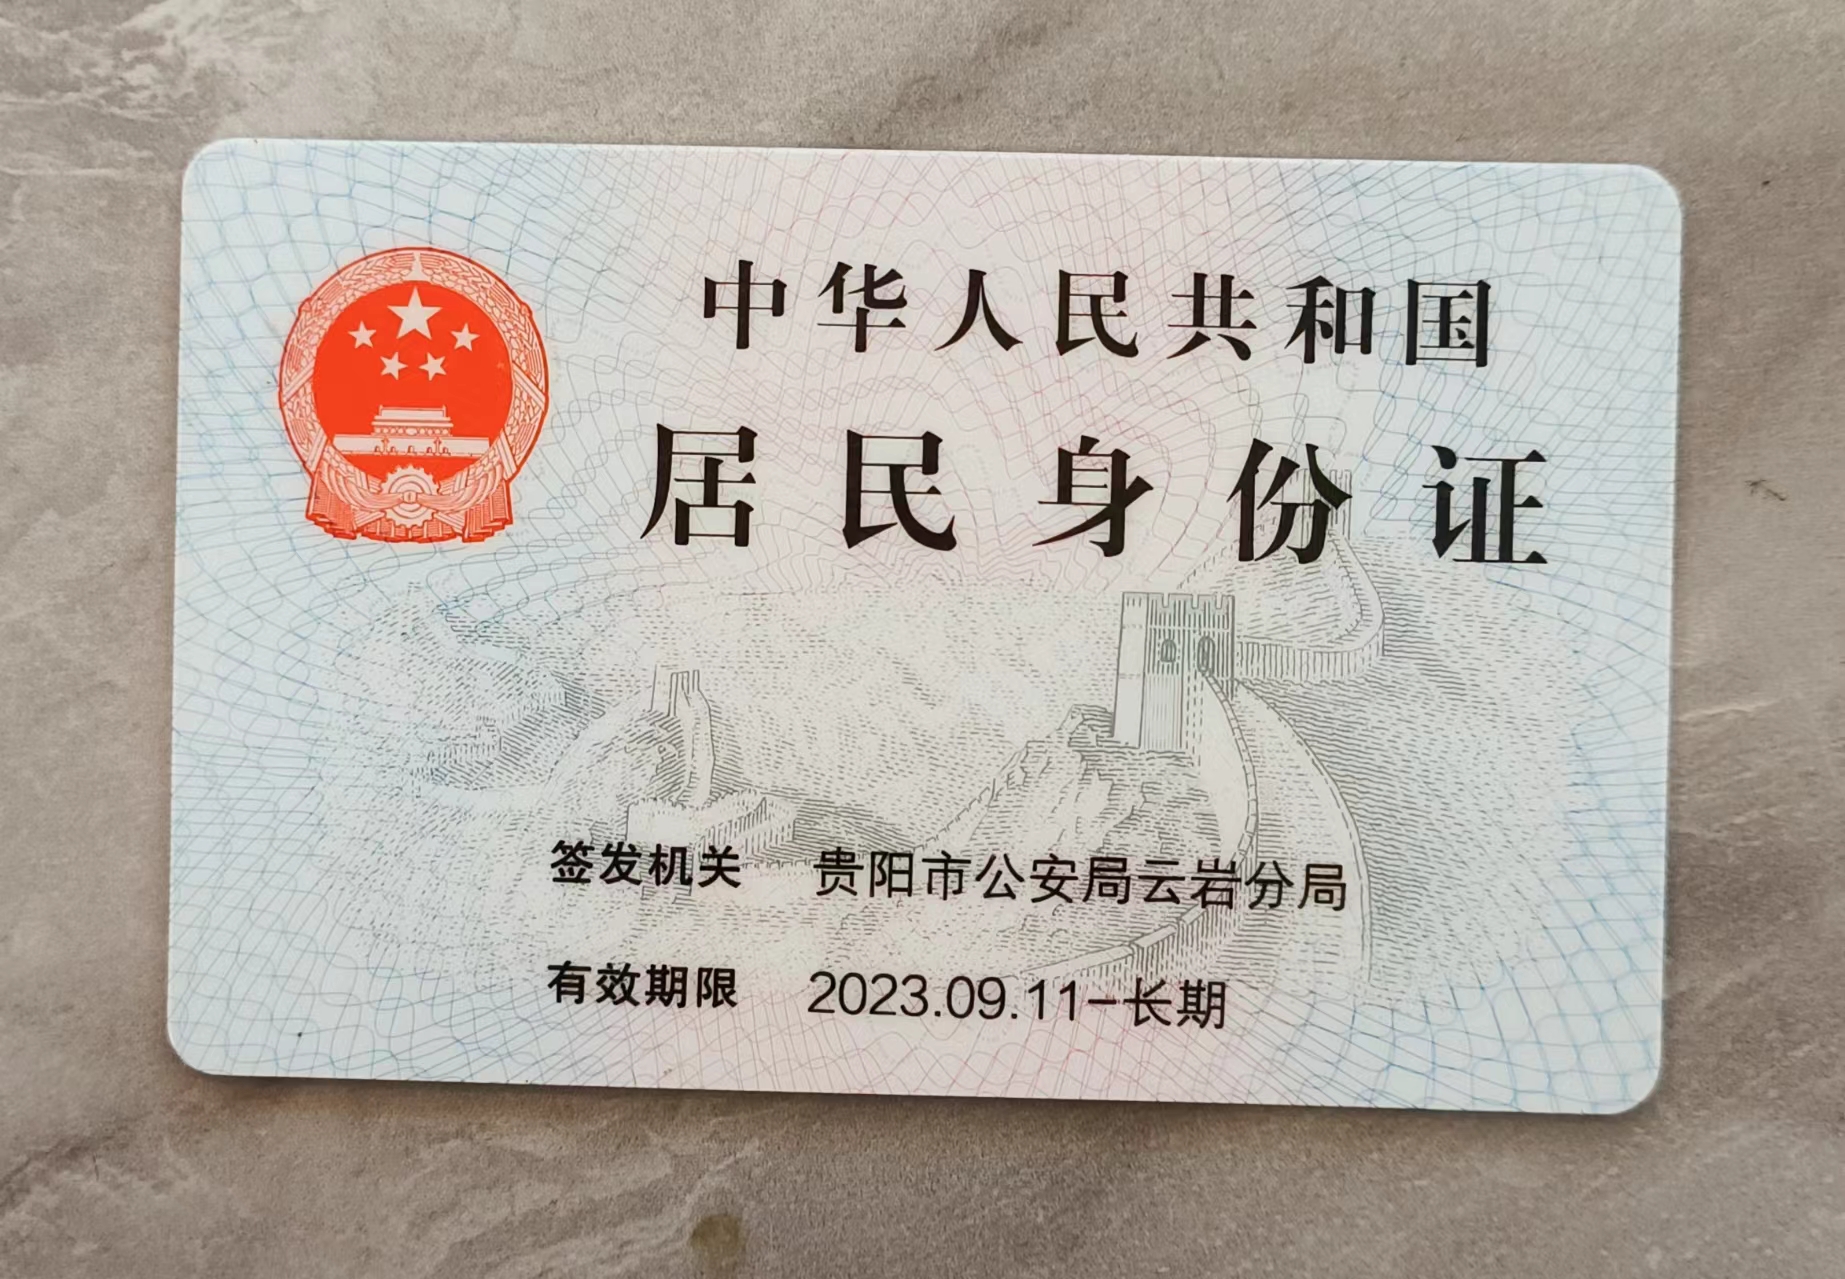 中华人民共和国
居民身份证
签发机关 贵阳市公安局云岩分局
有效期限 2023.09.11-长期